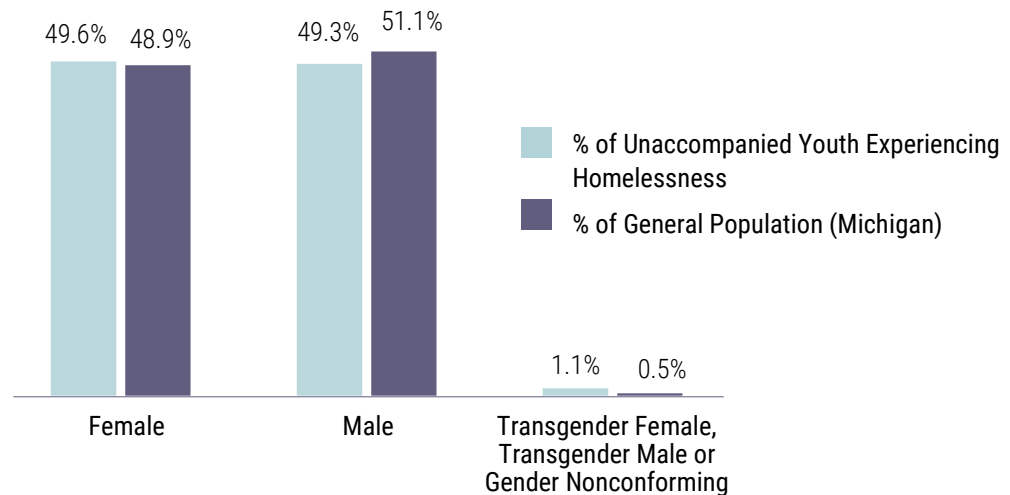 49.6%
48.9%
49.3%
51.1%
% of Unaccompanied Youth Experiencing
Homelessness
% of General Population (Michigan)
1.1%
0.5%
Female
Male
Transgender Female,
Transgender Male or
Gender Nonconforming